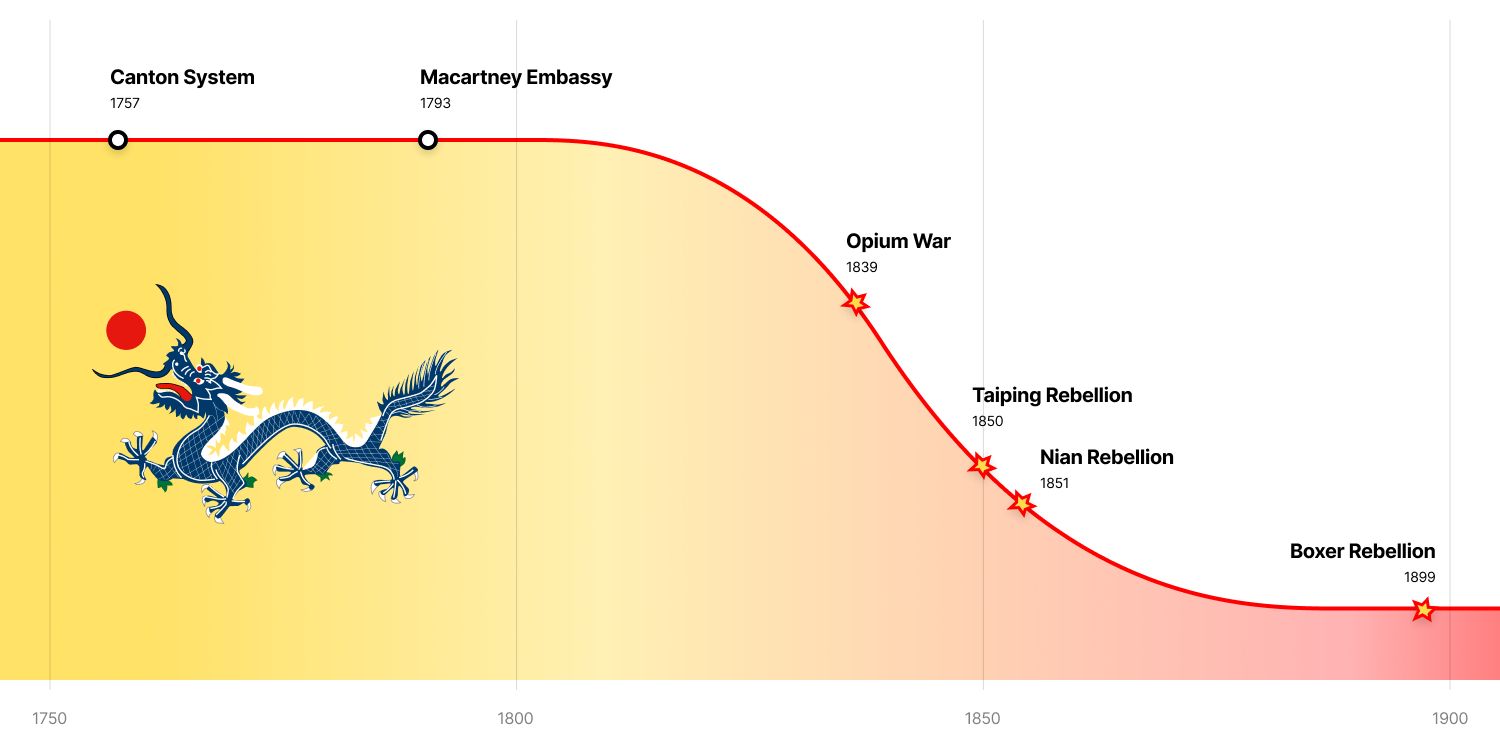 Canton System
1757
Macartney Embassy
1793
Opium War
1839
Taiping Rebellion
1850
Nian Rebellion
1851
Boxer Rebellion
1899
1750
1800
1850
1900